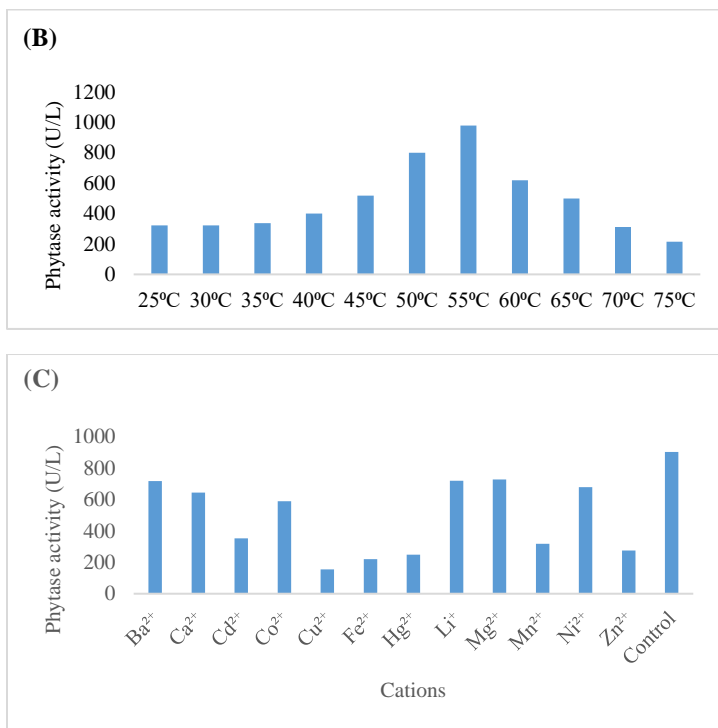 (B)
Phytase activity (U/L)
1200
1000
800
600
400
200
0
25ºC 30ºC 35ºC 40ºC 45ºC 50ºC 55ºC 60ºC 65ºC 70ºC 75ºC
(C)
Phytase activity (U/L)
1000
800
600
400
200
0
Ba²⁺ Ca²⁺ Cd²⁺ Co²⁺ Cu²⁺ Fe²⁺ Hg²⁺ Li⁺ Mg²⁺ Mn²⁺ Ni²⁺ Zn²⁺ Control
Cations